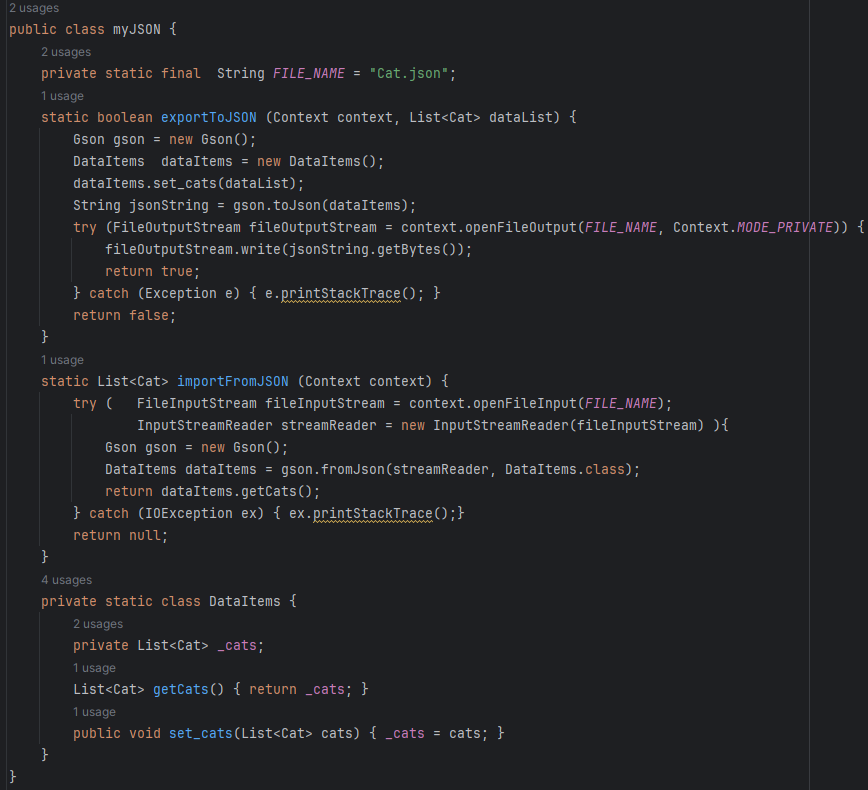 2 usages
public class myJSON {
2 usages
private static final  String FILE_NAME = "Cat.json";
1 usage
static boolean exportToJSON (Context context, List<Cat> dataList) {
Gson gson = new Gson();
DataItems  dataItems = new DataItems();
dataItems.set_cats(dataList);
String jsonString = gson.toJson(dataItems);
try (FileOutputStream fileOutputStream = context.openFileOutput(FILE_NAME, Context.MODE_PRIVATE)) {
fileOutputStream.write(jsonString.getBytes());
return true;
} catch (Exception e) { e.printStackTrace(); }
return false;
}
1 usage
static List<Cat> importFromJSON (Context context) {
try (   FileInputStream fileInputStream = context.openFileInput(FILE_NAME);
InputStreamReader streamReader = new InputStreamReader(fileInputStream) ){
Gson gson = new Gson();
DataItems dataItems = gson.fromJson(streamReader, DataItems.class);
return dataItems.getCats();
} catch (IOException ex) { ex.printStackTrace();}
return null;
}
4 usages
private static class DataItems {
2 usages
private List<Cat> _cats;
1 usage
List<Cat> getCats() { return _cats; }
1 usage
public void set_cats(List<Cat> cats) { _cats = cats; }
}
}